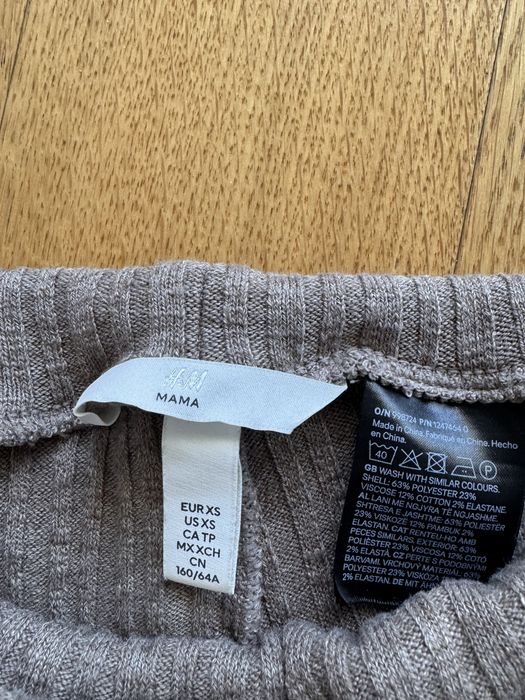 H&M
MAMA
EUR XS
US XS
CA TP
MX XCH
CN
160/64A
O/N 998724 P/N 1247464 0
Made in China. Fabriqué en Chine. Hecho
en China.
40
P
GB WASH WITH SIMILAR COLOURS.
SHELL: 63% POLYESTER 23%
VISCOSE 12% COTTON 2% ELASTANE
AL LANI ME NGJYRA TË NGJASHME.
SHTRESA E JASHTME: 63% POLIESTËR
23% VISKOZË 12% PAMBUK 2%
ELASTAN. CAT RENTEU-HO AMB
PECES SIMILARS. EXTERIOR: 63%
POLIÈSTER 23% VISCOSA 12% COTÓ
2% ELASTÀ. CZ PERTE S PODOBNÝMI
BARVAMI. VRCHOVÝ MATERIÁL: 63%
POLYESTER 23% VISKÓZA
2% ELASTAN. DE MIT ÄH